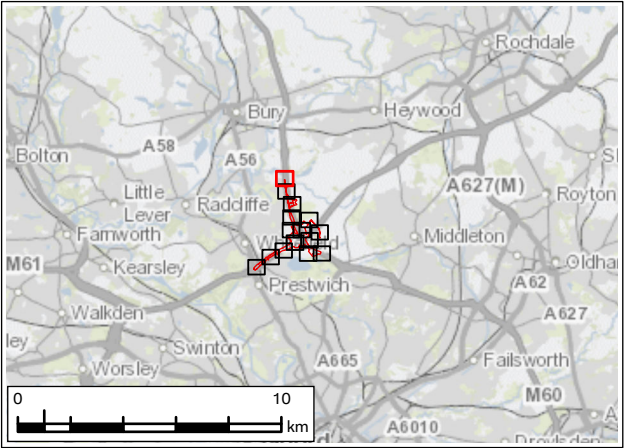 Rochdale
Bury
Heywood
A58
A56
Bolton
A627(M)
Little
Lever
Radcliffe
Royton
Farnworth
Middleton
M61
Kearsley
Oldha
A62
Prestwich
Walkden
A627
ley
Swinton
A665
Failsworth
Worsley
M60
0
10
km
A6010
A